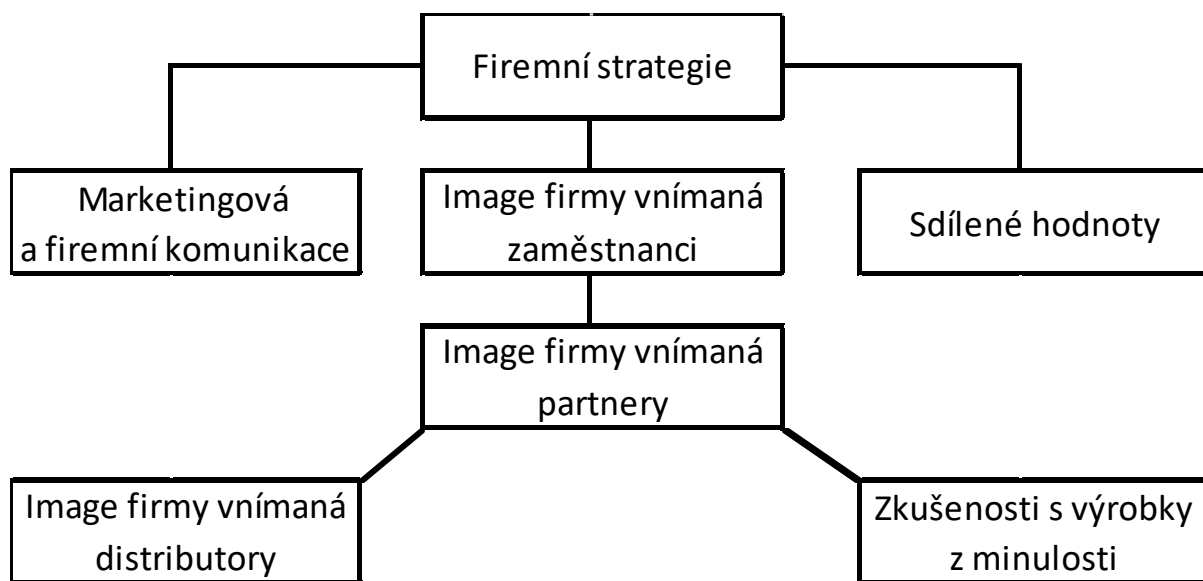 Firemní strategie
Marketingová
a firemní komunikace
Image firmy vnímaná
zaměstnanci
Sdílené hodnoty
Image firmy vnímaná
partnery
Image firmy vnímaná
distributory
Zkušenosti s výrobky
z minulosti